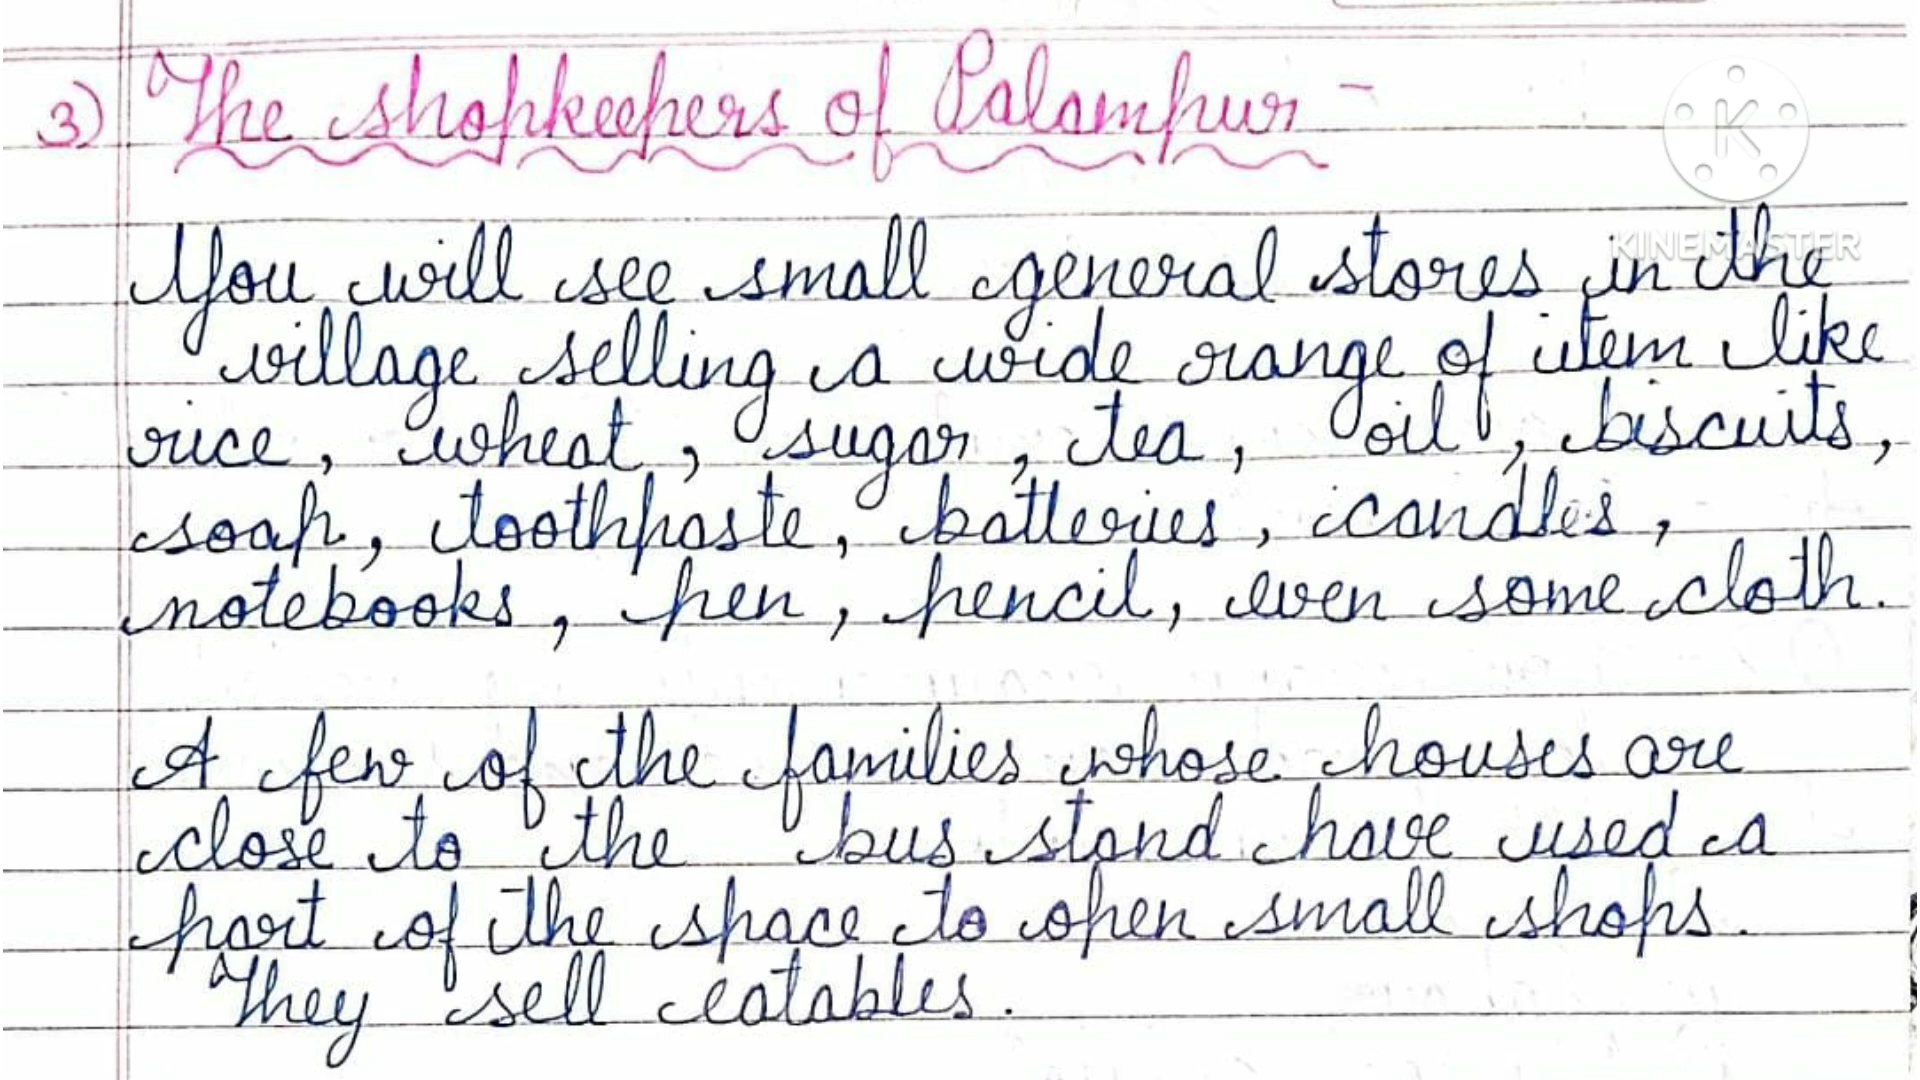 3) The shopkeepers of Palampur -
K
KINEMASTER
You will see small general stores in the
village selling a wide range of item like
rice, wheat, sugar, tea, oil, biscuits,
soap, toothpaste, batteries, candles,
notebooks, pen, pencil, even some cloth.
A few of the families whose houses are
close to the bus stand have used a
part of the space to open small shops.
They sell eatables.